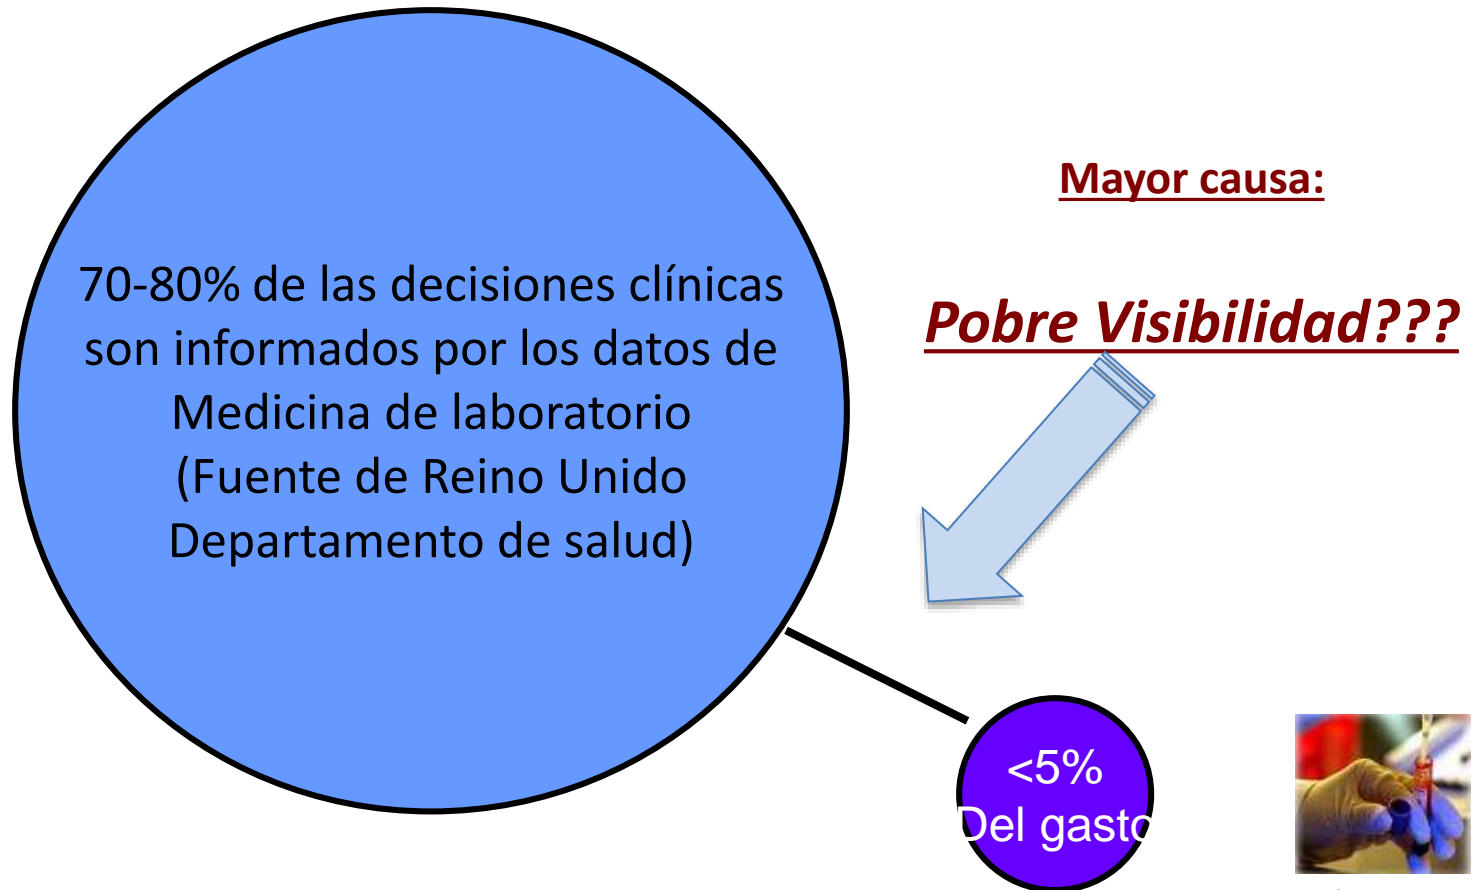 70-80% de las decisiones clínicas
son informados por los datos de
Medicina de laboratorio
(Fuente de Reino Unido
Departamento de salud)
Mayor causa:
Pobre Visibilidad???
<5%
Del gasto